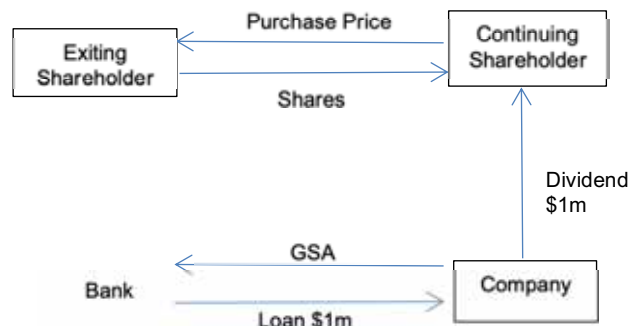 Purchase Price
Exiting
Shareholder
Continuing
Shareholder
Shares
Dividend
$1m
GSA
Bank
Company
Loan $1m